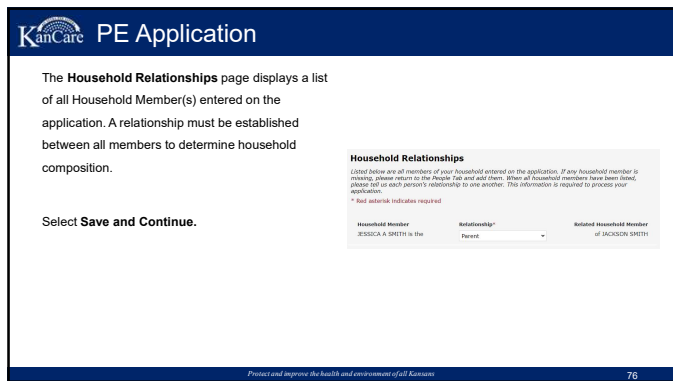 KanCare PE Application
The Household Relationships page displays a list
of all Household Member(s) entered on the
application. A relationship must be established
between all members to determine household
composition.
Select Save and Continue.
Household Relationships
Listed below are all members of your household entered on the application. If any household member is
missing, please return to the People Tab and add them. When all household members have been listed,
please tell us each person's relationship to one another. This information is required to process your
application.
* Red asterisk indicates required
Household Member Relationship* Related Household Member
JESSICA A SMITH is the Parent of JACKSON SMITH
Protect and improve the health and environment of all Kansans 76